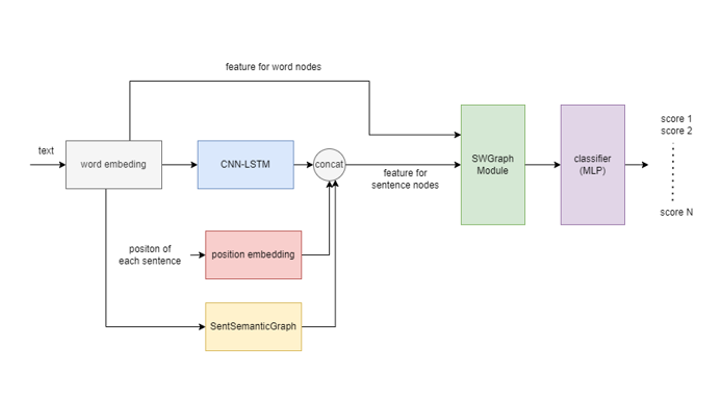 feature for word nodes
text
word embeding
CNN-LSTM
concat
feature for
sentence nodes
SWGraph
Module
classifier
(MLP)
score 1
score 2
score N
positon of
each sentence
position embedding
SentSemanticGraph